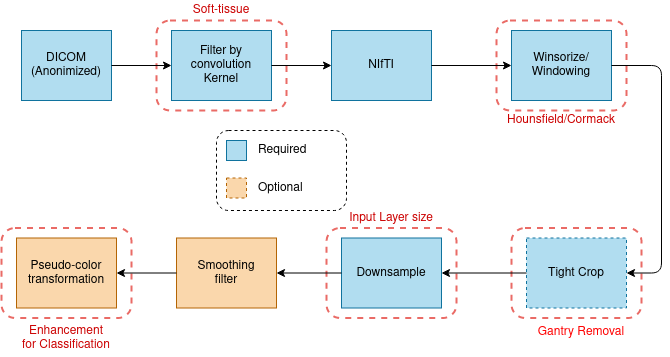 Soft-tissue
DICOM
(Anonimized)
Filter by
convolution
Kernel
NIfTI
Winsorize/
Windowing
Hounsfield/Cormack
Required
Optional
Input Layer size
Pseudo-color
transformation
Smoothing
filter
Downsample
Tight Crop
Enhancement
for Classification
Gantry Removal